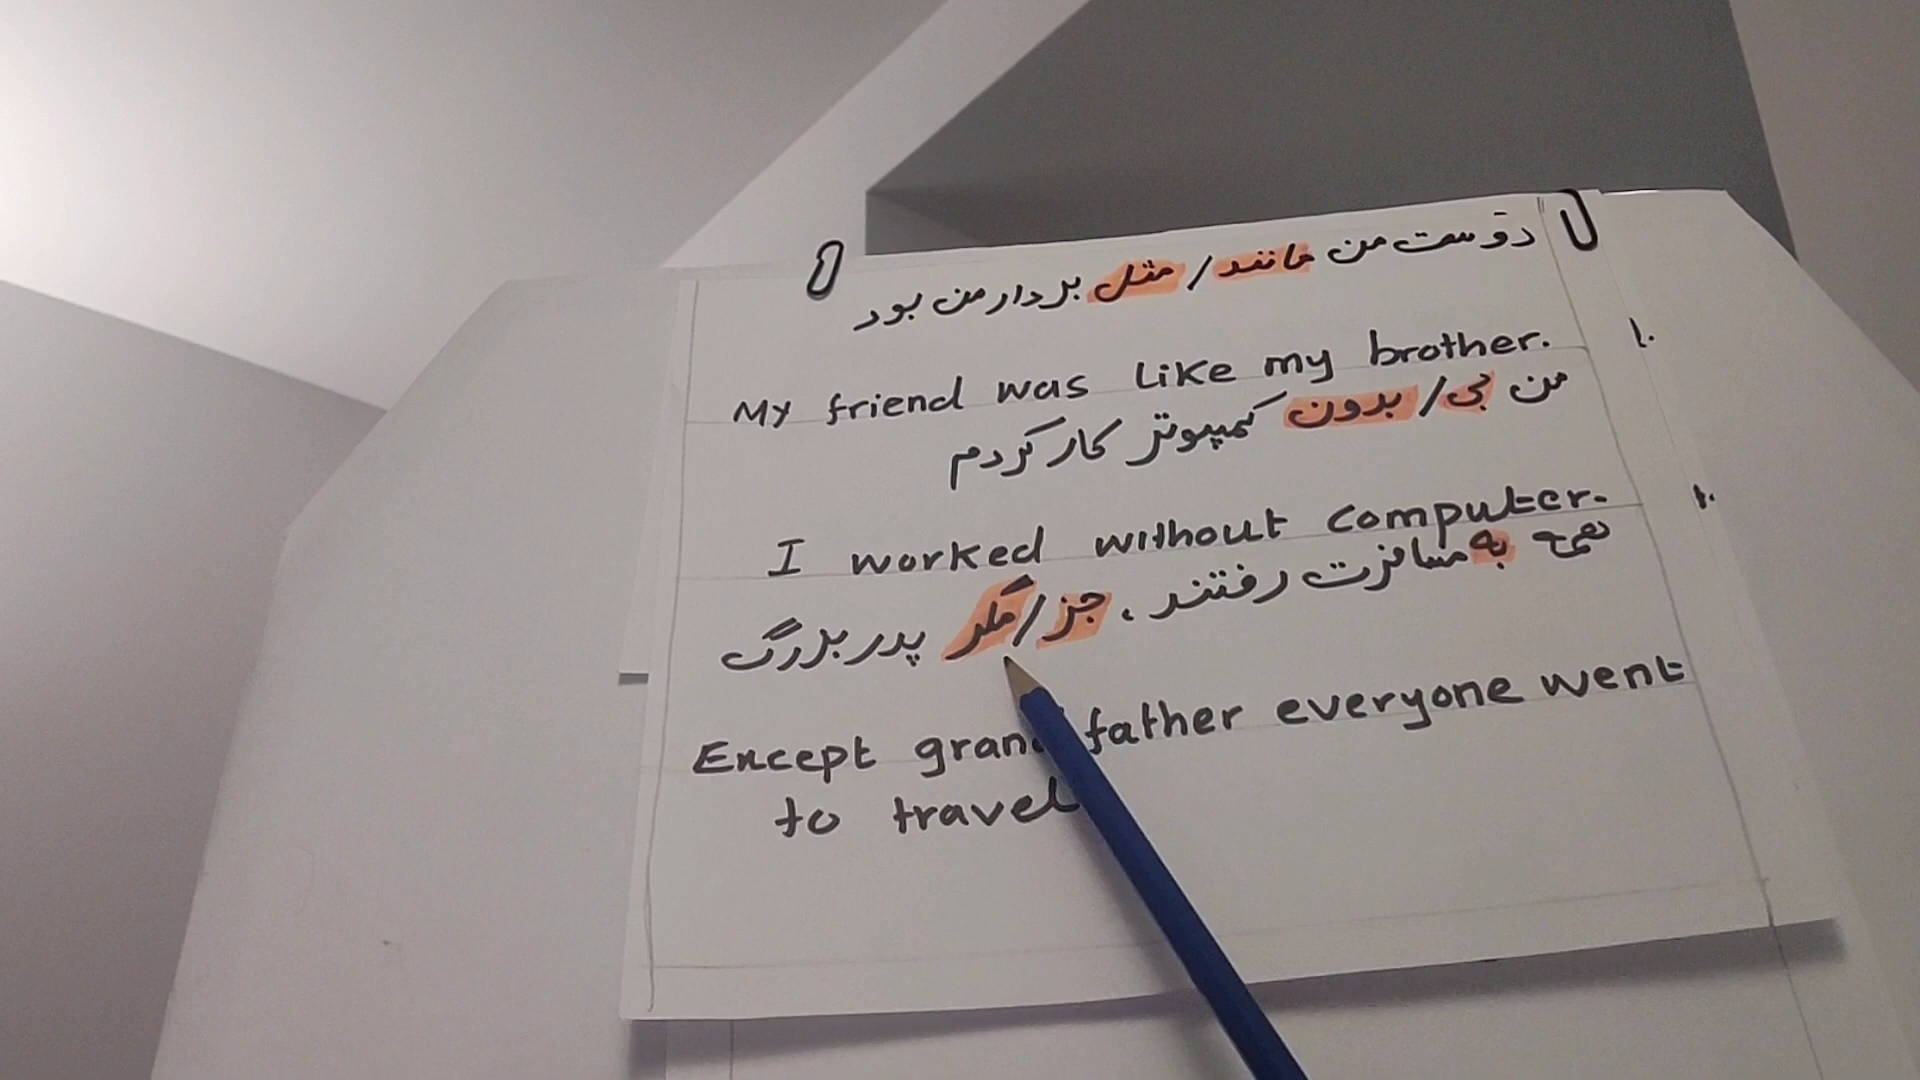 دوست من مانند / مثل بردار من بود
My friend was like my brother.
من بی / بدون کمپیوتر کار کردم
I worked without computer.
همه به مسافرت رفتند ، جز / مگر پدر بزرگ
Except grand father everyone went
to travel